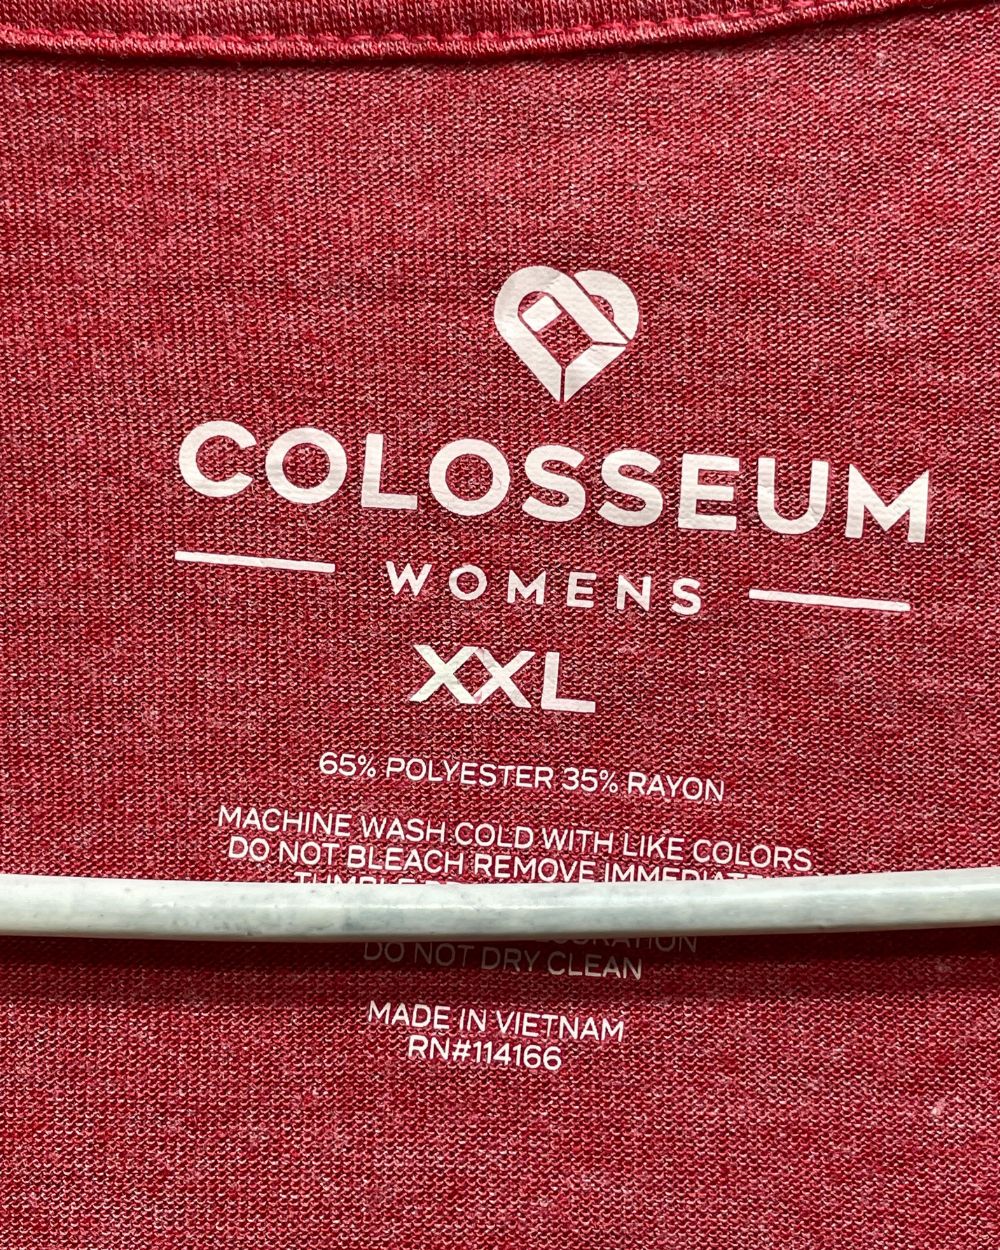 COLOSSEUM
WOMENS
XXL
65% POLYESTER 35% RAYON
MACHINE WASH COLD WITH LIKE COLORS
DO NOT BLEACH REMOVE
TUMBLE
DO NOT DRY CLEAN
MADE IN VIETNAM
RN#114166